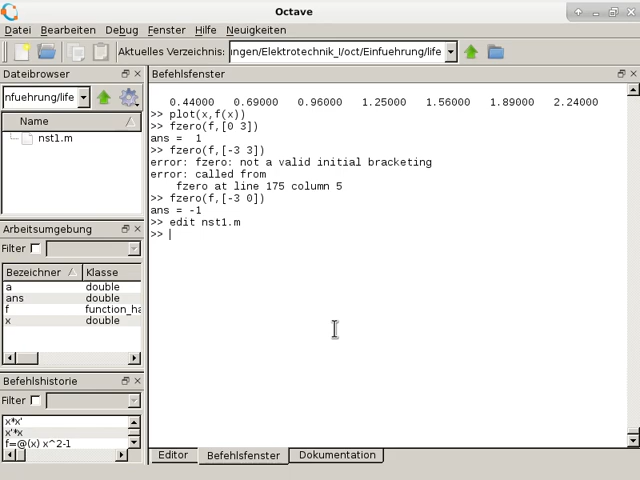 Octave
Datei Bearbeiten Debug Fenster Hilfe Neuigkeiten
Aktuelles Verzeichnis: ıngen/Elektrotechnik_I/oct/Einfuehrung/life
Dateibrowser
nfuehrung/life
Name
nst1.m
Arbeitsumgebung
Filter
Bezeichner Klasse
a double
ans double
f function_ha
x double
Befehlshistorie
Filter
x*x'
x'*x
f=@(x) x^2-1
Befehlsfenster
0.44000 0.69000 0.96000 1.25000 1.56000 1.89000 2.24000
>> plot(x,f(x))
>> fzero(f,[0 3])
ans = 1
>> fzero(f,[-3 3])
error: fzero: not a valid initial bracketing
error: called from
fzero at line 175 column 5
>> fzero(f,[-3 0])
ans = -1
>> edit nst1.m
>>
Editor Befehlsfenster Dokumentation